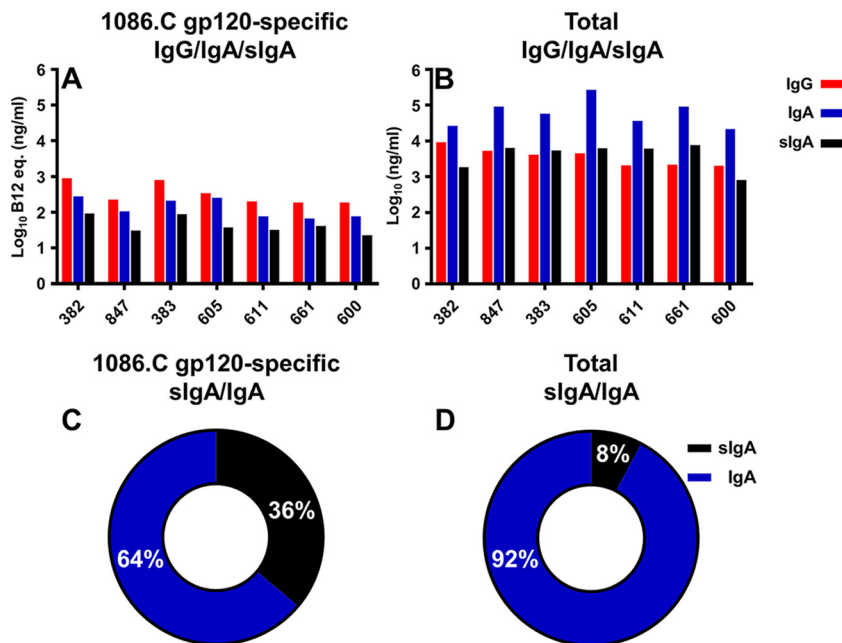 1086.C gp120-specific
IgG/IgA/sIgA
A
Log10 B12 eq. (ng/ml)
6
5
4
3
2
1
0
382
847
383
605
611
661
600
Total
IgG/IgA/sIgA
B
Log10 (ng/ml)
6
5
4
3
2
1
0
382
847
383
605
611
661
600
IgG
IgA
sIgA
1086.C gp120-specific
sIgA/IgA
C
36%
64%
Total
sIgA/IgA
D
8%
92%
sIgA
IgA